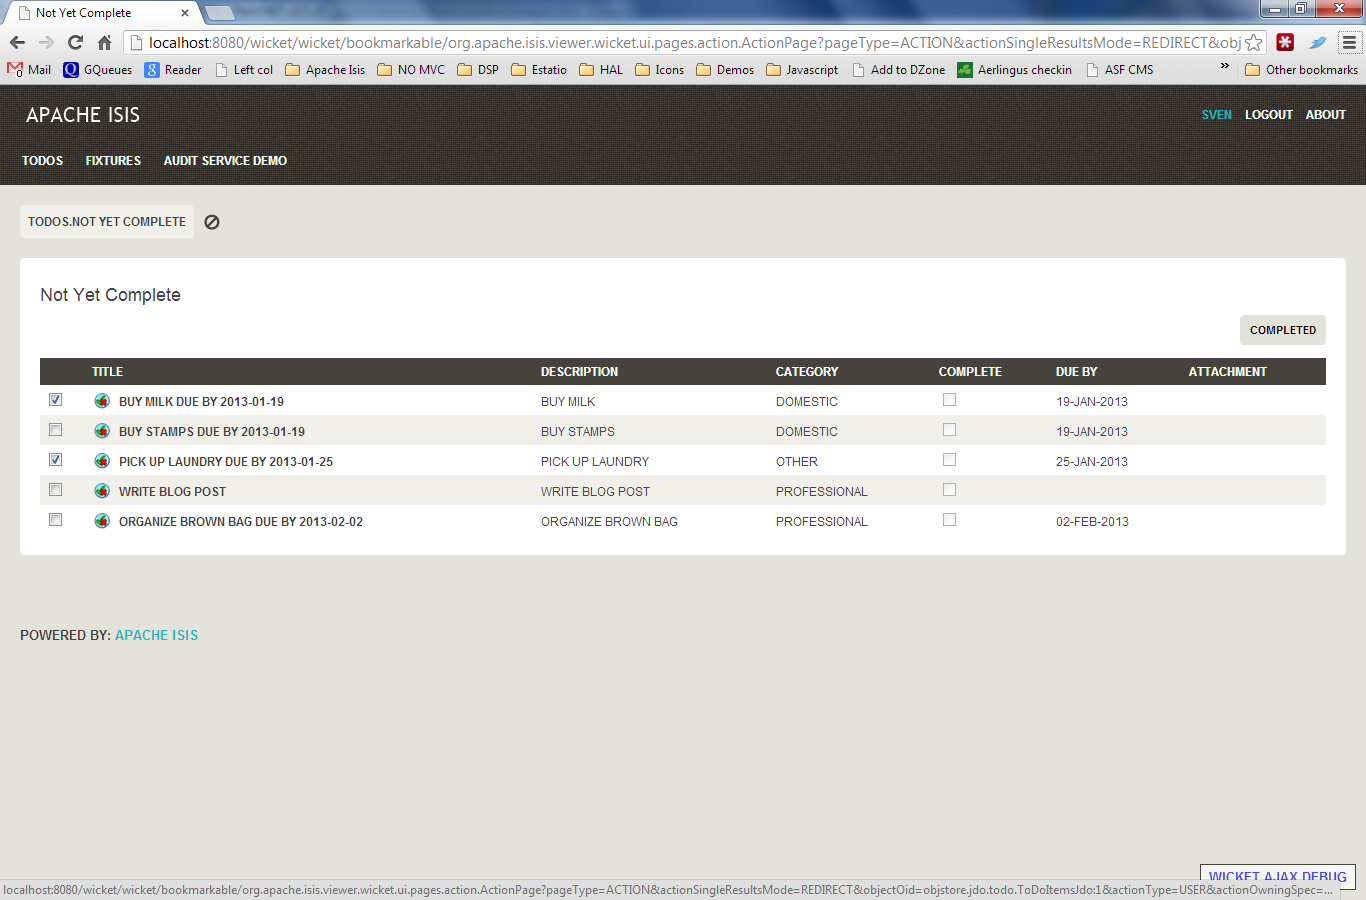 Not Yet Complete
localhost:8080/wicket/wicket/bookmarkable/org.apache.isis.viewer.wicket.ui.pages.action.ActionPage?pageType=ACTION&actionSingleResultsMode=REDIRECT&obj
Mail GQueues Reader Left col Apache Isis NO MVC DSP Estatio HAL Icons Demos Javascript Add to DZone Aerlingus checkin ASF CMS » Other bookmarks
APACHE ISIS
SVEN LOGOUT ABOUT
TODOS FIXTURES AUDIT SERVICE DEMO
TODOS.NOT YET COMPLETE
Not Yet Complete
COMPLETED
TITLE DESCRIPTION CATEGORY COMPLETE DUE BY ATTACHMENT
BUY MILK DUE BY 2013-01-19 BUY MILK DOMESTIC 19-JAN-2013
BUY STAMPS DUE BY 2013-01-19 BUY STAMPS DOMESTIC 19-JAN-2013
PICK UP LAUNDRY DUE BY 2013-01-25 PICK UP LAUNDRY OTHER 25-JAN-2013
WRITE BLOG POST WRITE BLOG POST PROFESSIONAL
ORGANIZE BROWN BAG DUE BY 2013-02-02 ORGANIZE BROWN BAG PROFESSIONAL 02-FEB-2013
POWERED BY: APACHE ISIS
WICKET AJAX DEBUG
localhost:8080/wicket/wicket/bookmarkable/org.apache.isis.viewer.wicket.ui.pages.action.ActionPage?pageType=ACTION&actionSingleResultsMode=REDIRECT&objectOid=objstore.jdo.todo.ToDoItemsJdo:1&actionType=USER&actionOwningSpec=...